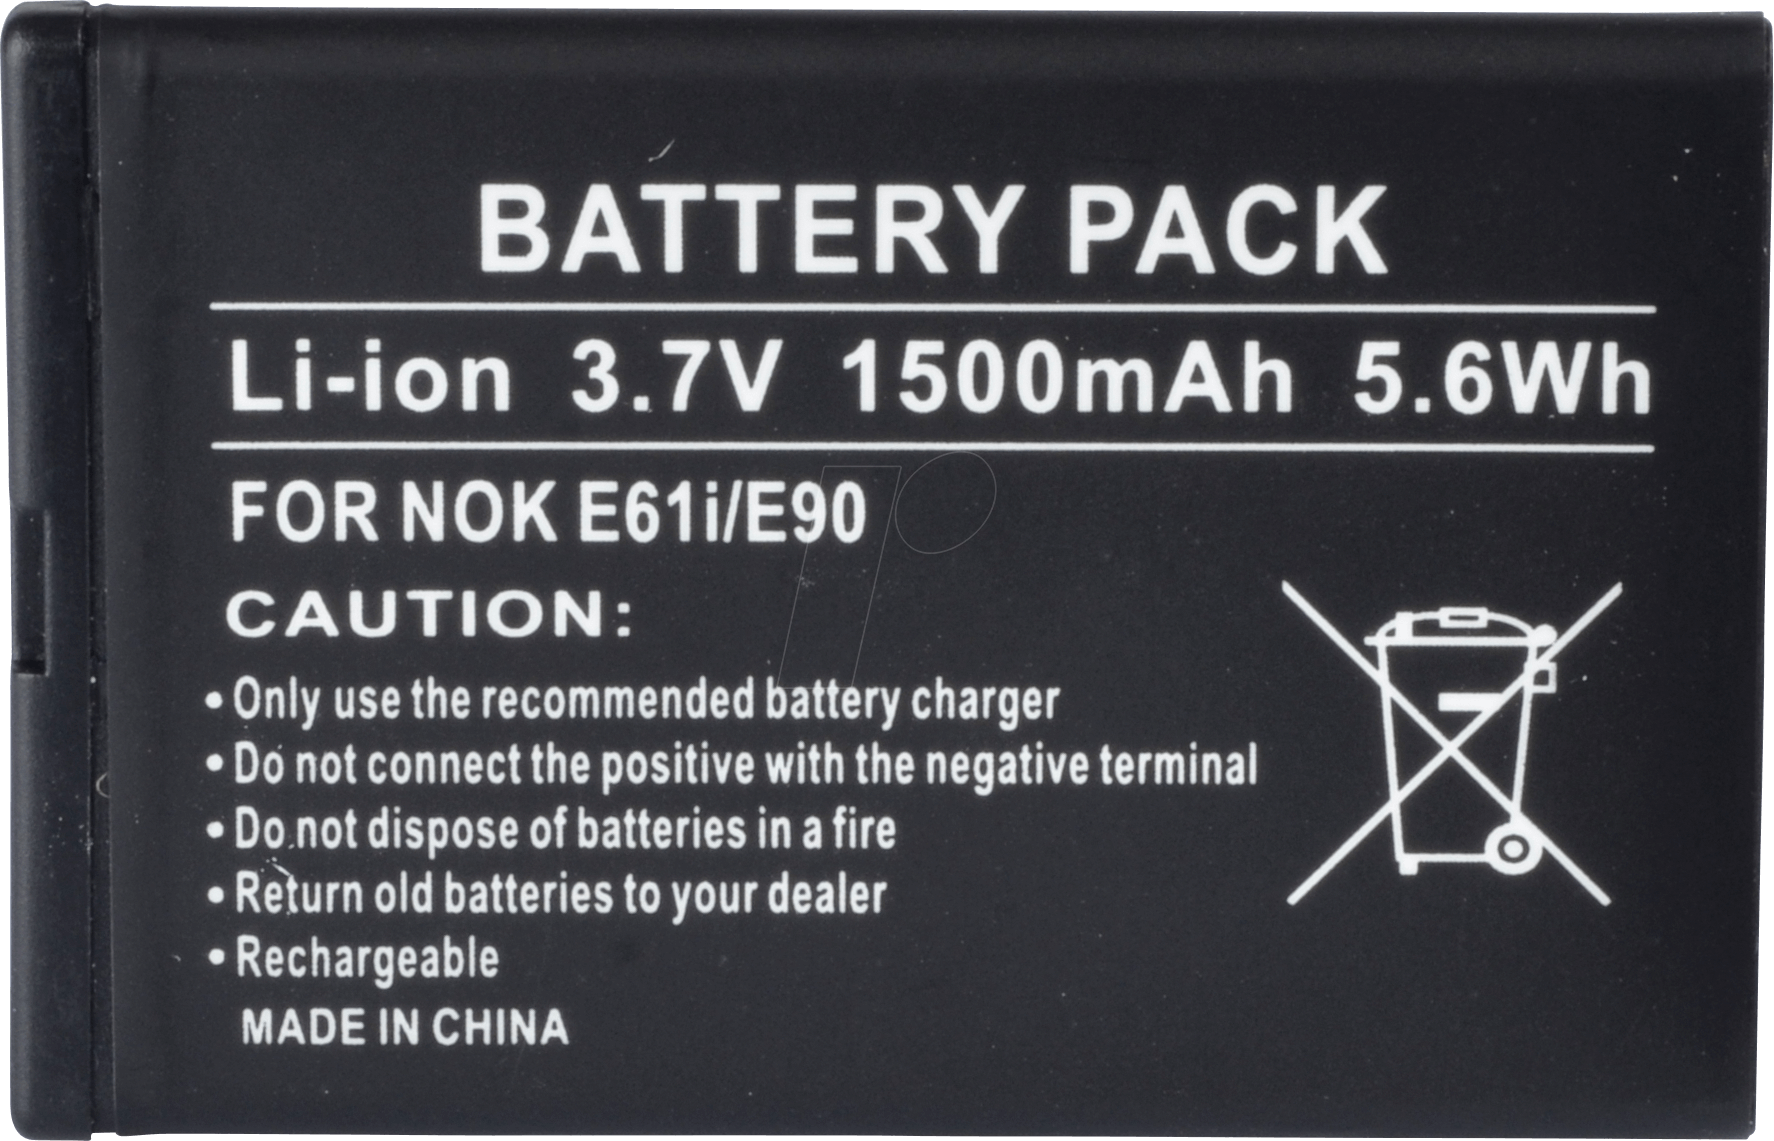 BATTERY PACK
Li-ion 3.7V 1500mAh 5.6Wh
FOR NOK E61i/E90
CAUTION:
• Only use the recommended battery charger
• Do not connect the positive with the negative terminal
• Do not dispose of batteries in a fire
• Return old batteries to your dealer
• Rechargeable
MADE IN CHINA